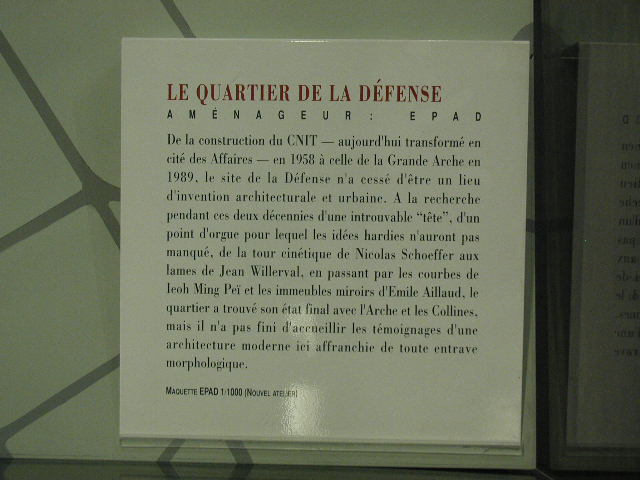 LE QUARTIER DE LA DÉFENSE
AMÉNAGEUR: EPAD
De la construction du CNIT — aujourd'hui transformé en
cité des Affaires — en 1958 à celle de la Grande Arche en
1989, le site de la Défense n'a cessé d'être un lieu
d'invention architecturale et urbaine. A la recherche
pendant ces deux décennies d'une introuvable “tête”, d'un
point d'orgue pour lequel les idées hardies n'auront pas
manqué, de la tour cinétique de Nicolas Schoeffer aux
lames de Jean Willerval, en passant par les courbes de
Ieoh Ming Peï et les immeubles miroirs d'Emile Aillaud, le
quartier a trouvé son état final avec l'Arche et les Collines,
mais il n'a pas fini d'accueillir les témoignages d'une
architecture moderne ici affranchie de toute entrave
morphologique.
MAQUETTE EPAD 1/1000 (NOUVEL ATELIER)